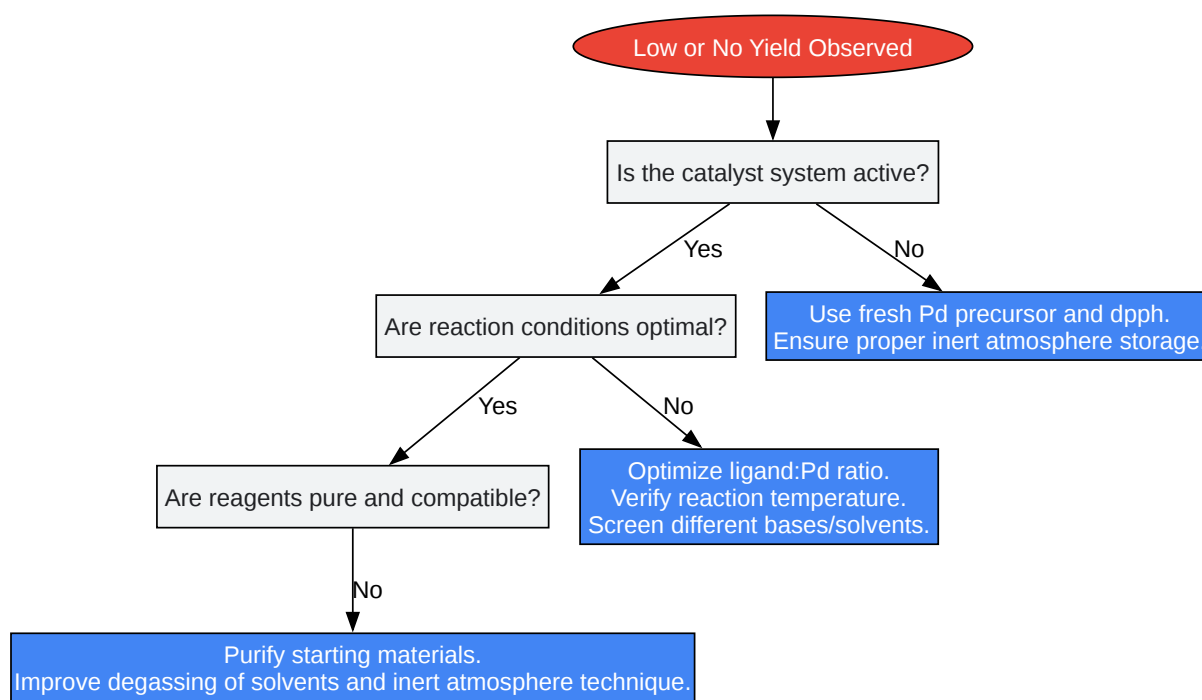 Low or No Yield Observed
Is the catalyst system active?
Yes
No
Are reaction conditions optimal?
Use fresh Pd precursor and dpph.
Ensure proper inert atmosphere storage.
Yes
No
Are reagents pure and compatible?
Optimize ligand:Pd ratio.
Verify reaction temperature.
Screen different bases/solvents.
No
Purify starting materials.
Improve degassing of solvents and inert atmosphere technique.